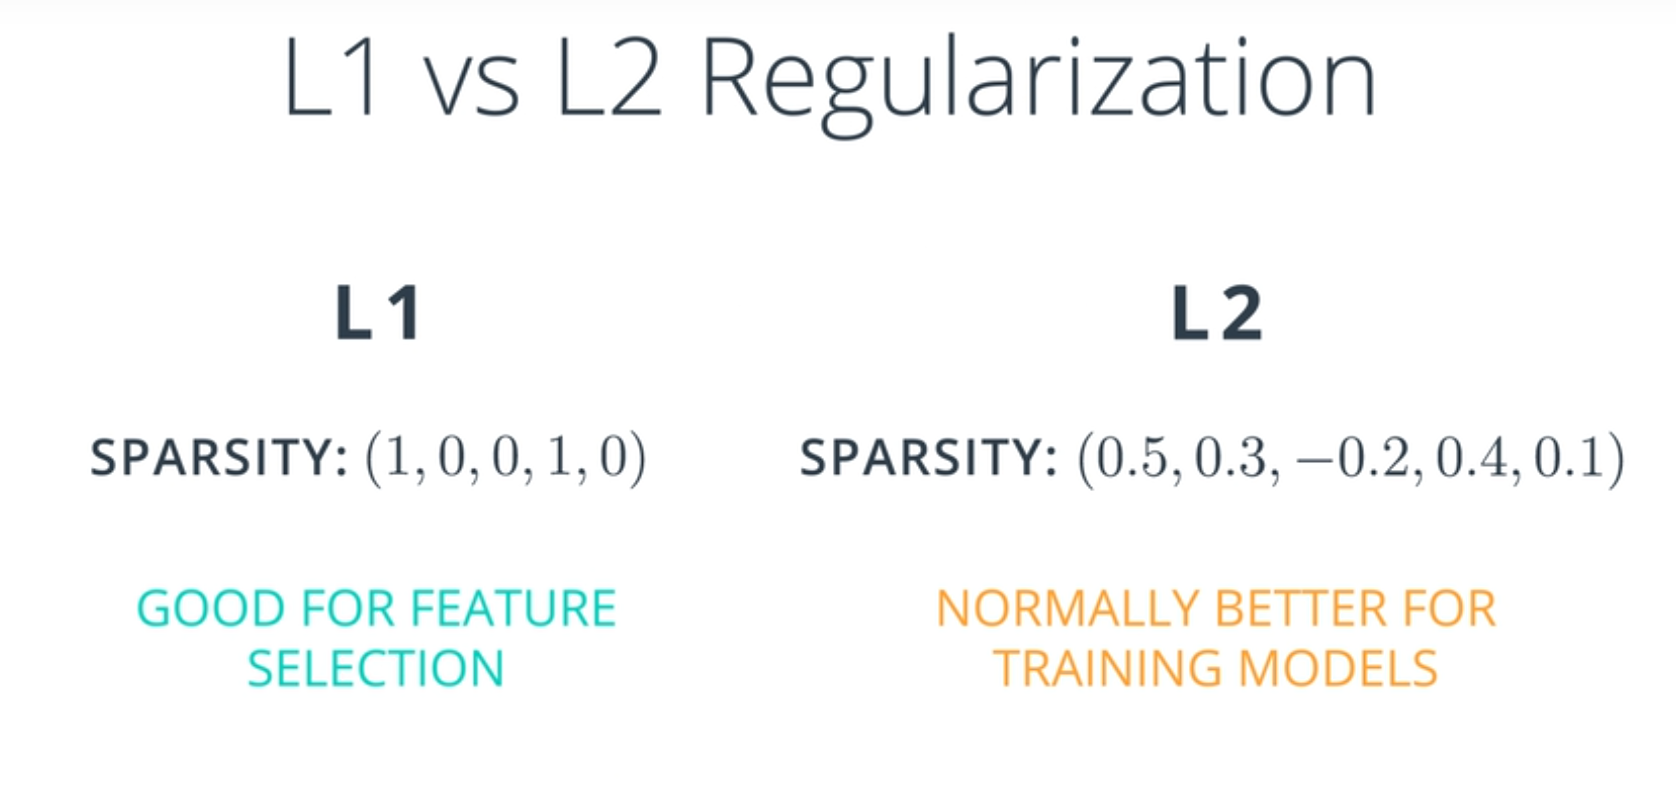 L1 vs L2 Regularization
L1
L2
SPARSITY: (1, 0, 0, 1, 0)
SPARSITY: (0.5, 0.3, −0.2, 0.4, 0.1)
GOOD FOR FEATURE
SELECTION
NORMALLY BETTER FOR
TRAINING MODELS